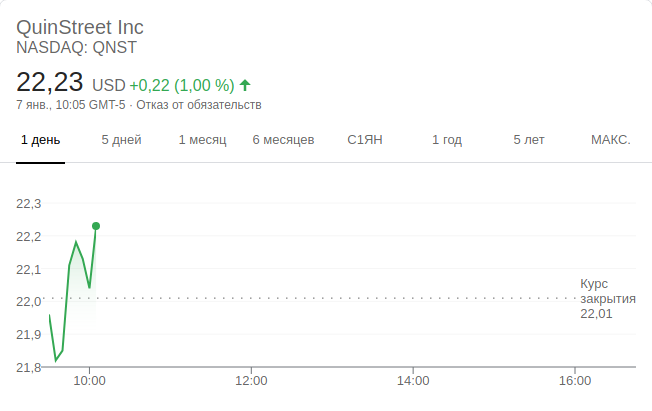 QuinStreet Inc
NASDAQ: QNST
22,23 USD +0,22 (1,00 %)
7 янв., 10:05 GMT-5 · Отказ от обязательств
1 день 5 дней 1 месяц 6 месяцев С1ЯН 1 год 5 лет МАКС.
22,3
22,2
22,1
22,0
21,9
21,8
Курс
закрытия
22,01
10:00 12:00 14:00 16:00